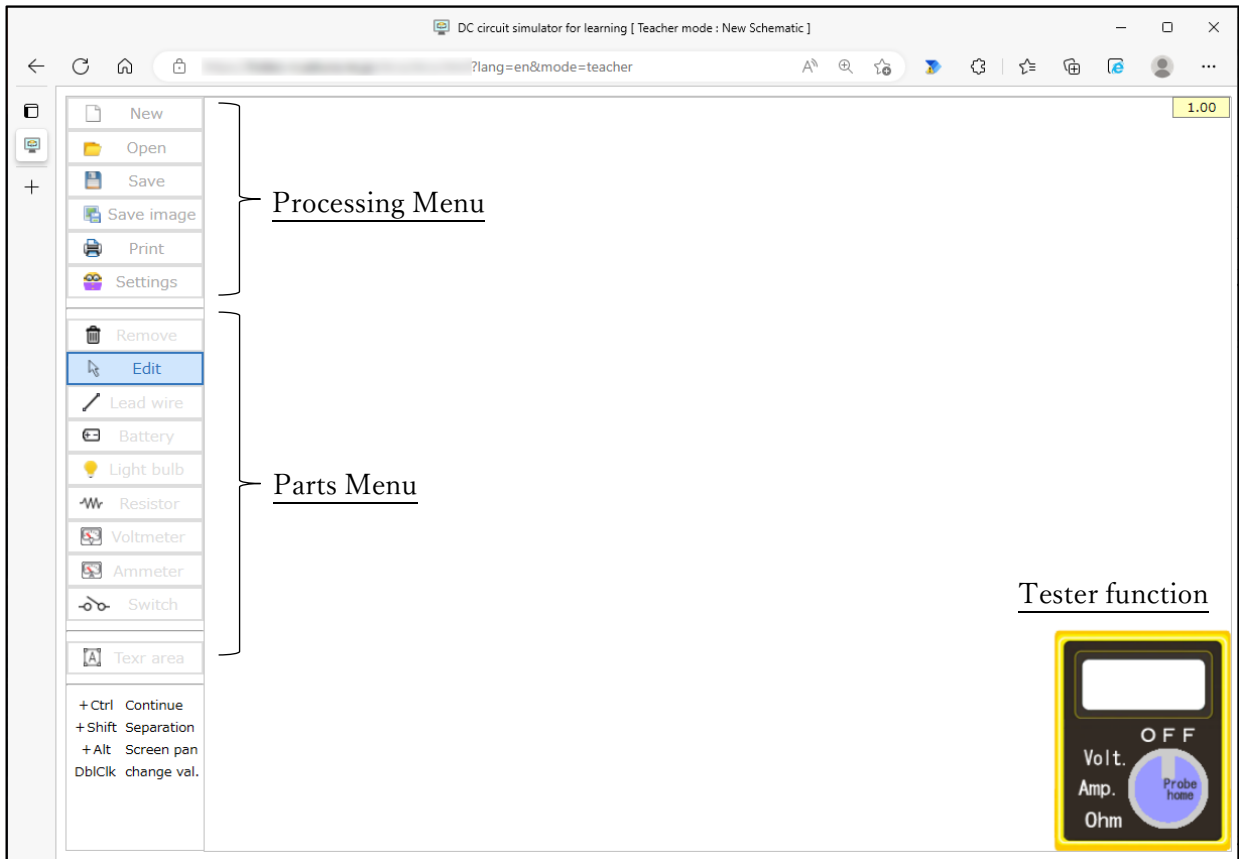 DC circuit simulator for learning [ Teacher mode : New Schematic ]
?lang=en&mode=teacher
1.00
New
Open
Save
Save image
Print
Settings
Processing Menu
Remove
Edit
Lead wire
Battery
Light bulb
Resistor
Voltmeter
Ammeter
Switch
Texr area
Parts Menu
+Ctrl Continue
+Shift Separation
+Alt Screen pan
DblClk change val.
Tester function
OFF
Volt.
Amp.
Ohm
Probe
home